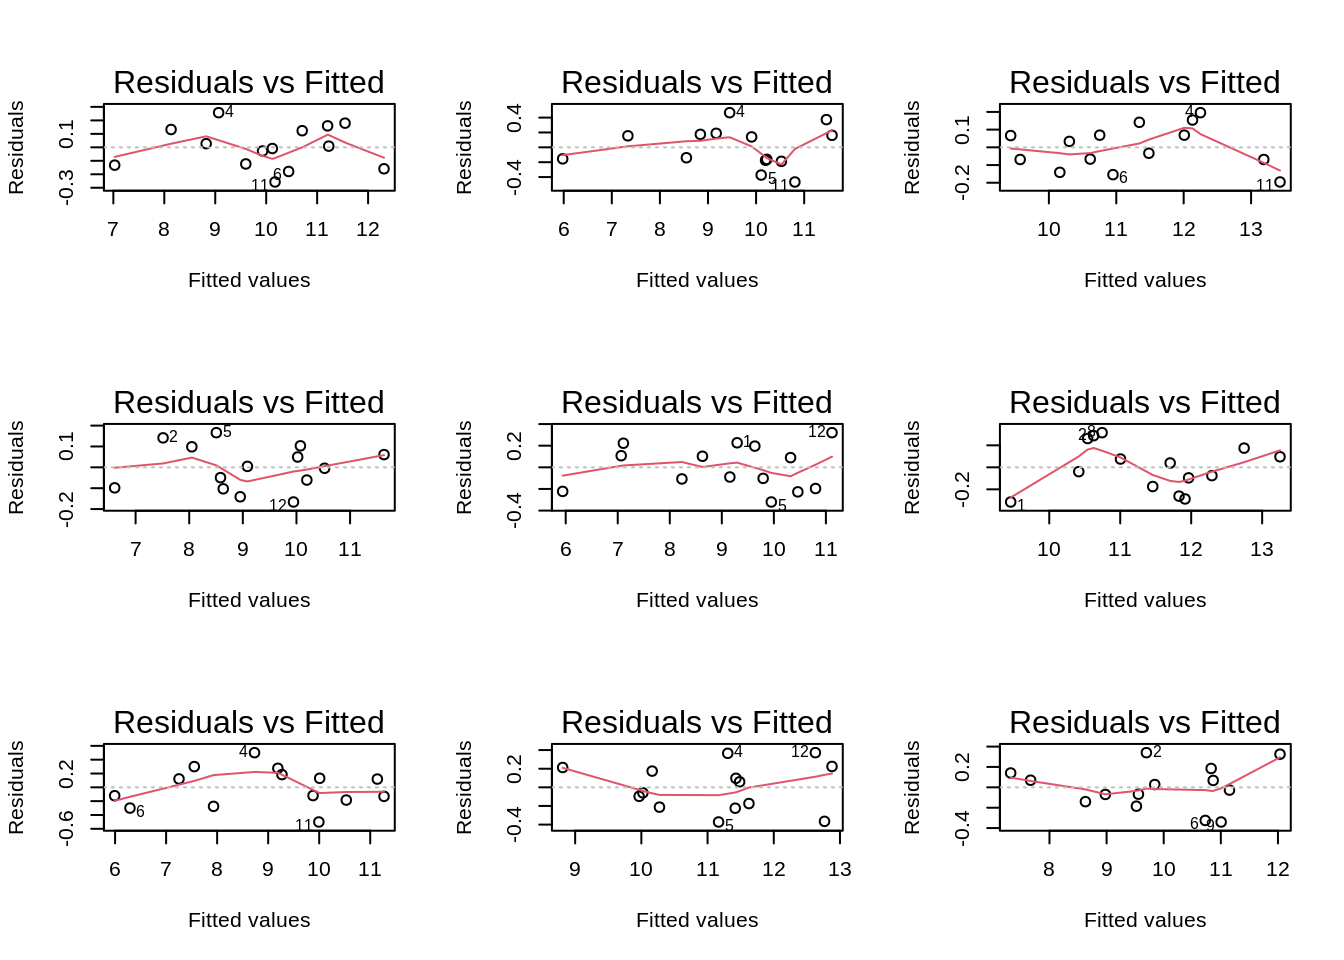 Residuals vs Fitted
Residuals
-0.3 0.1
4
6
11
7 8 9 10 11 12
Fitted values
Residuals vs Fitted
Residuals
-0.4 0.4
4
5
11
6 7 8 9 10 11
Fitted values
Residuals vs Fitted
Residuals
-0.2 0.1
4
6
11
10 11 12 13
Fitted values
Residuals vs Fitted
Residuals
-0.2 0.1
2
5
12
7 8 9 10 11
Fitted values
Residuals vs Fitted
Residuals
-0.4 0.2
12
1
5
6 7 8 9 10 11
Fitted values
Residuals vs Fitted
Residuals
-0.2
2
8
1
10 11 12 13
Fitted values
Residuals vs Fitted
Residuals
-0.6 0.2
4
6
11
6 7 8 9 10 11
Fitted values
Residuals vs Fitted
Residuals
-0.4 0.2
4
12
5
9 10 11 12 13
Fitted values
Residuals vs Fitted
Residuals
-0.4 0.2
2
6
9
8 9 10 11 12
Fitted values